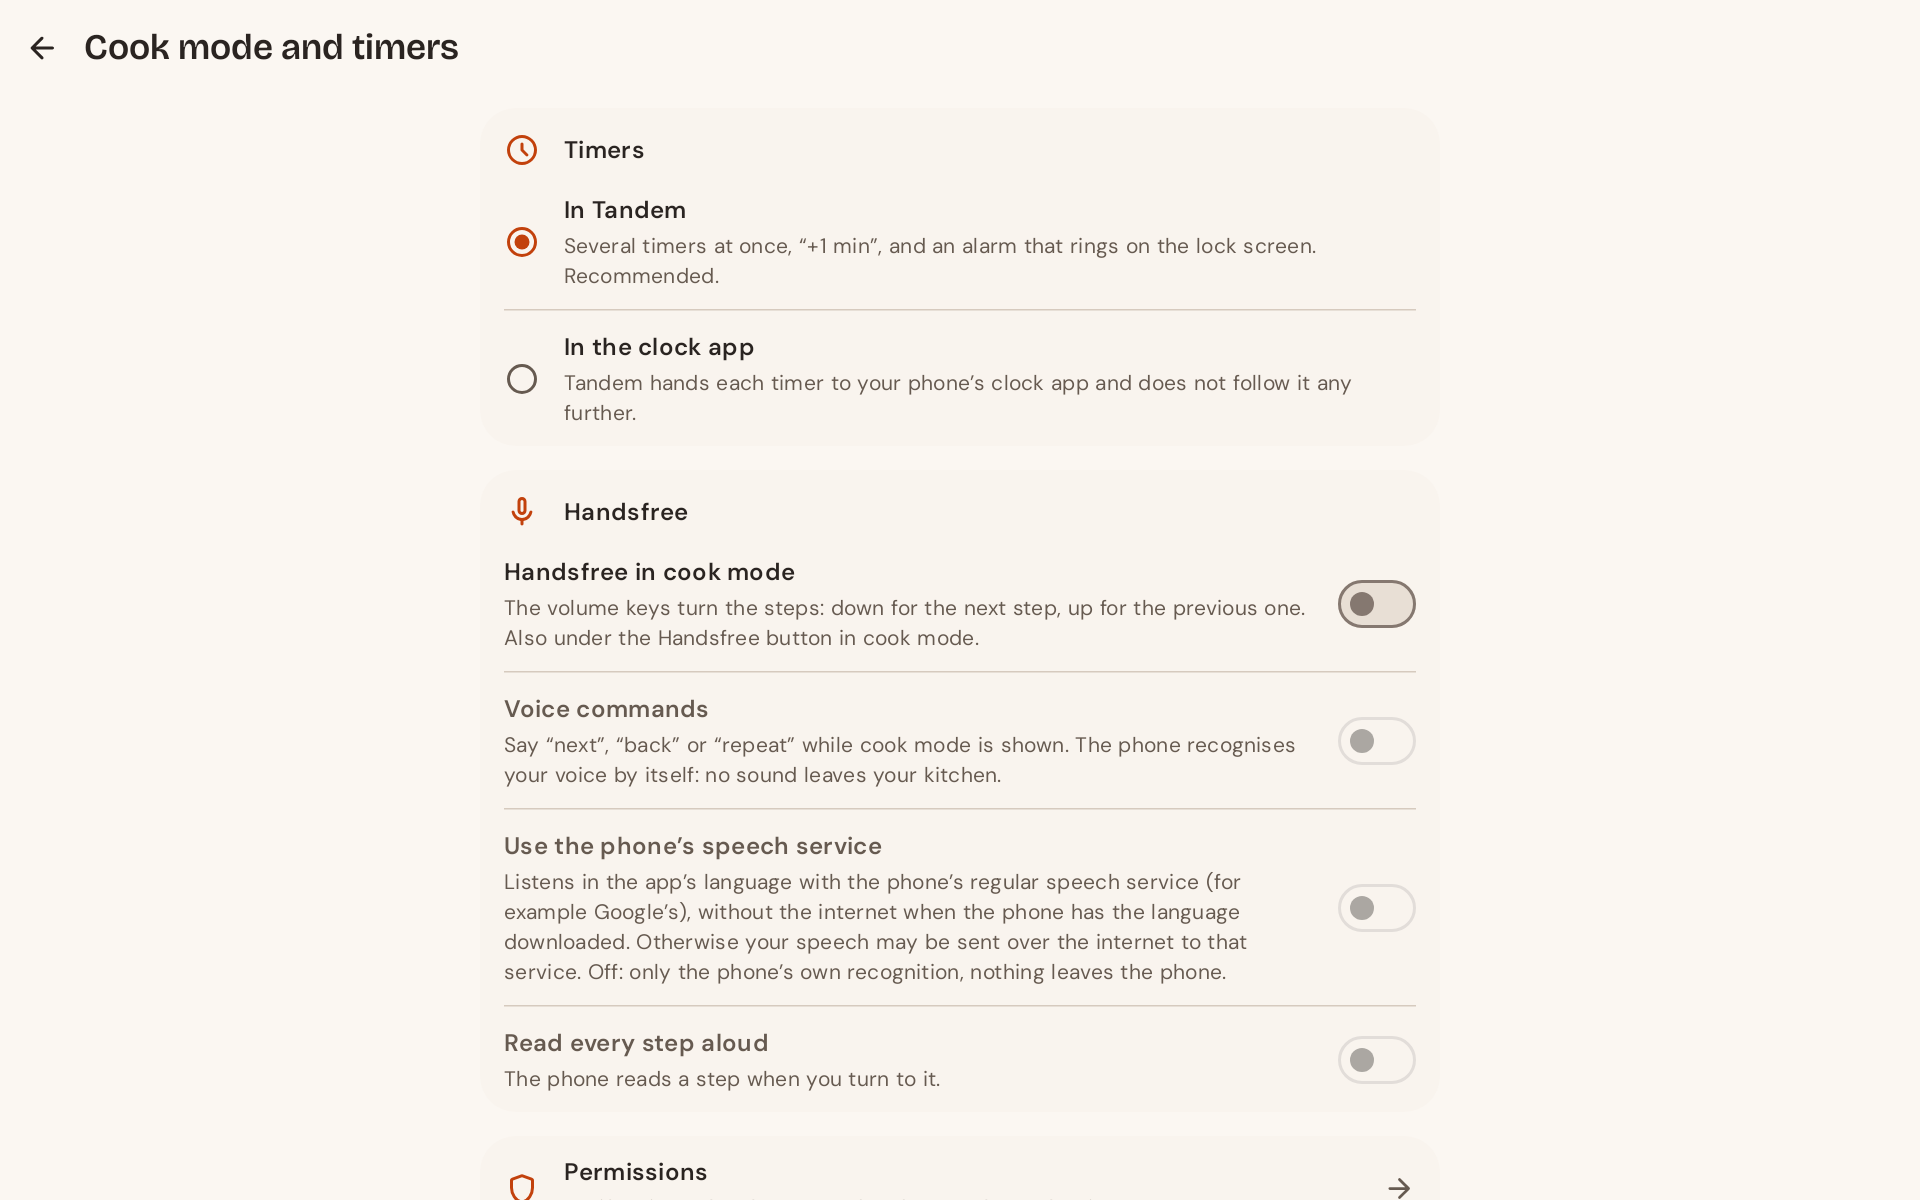 Cook mode and timers
Timers
In Tandem
Several timers at once, “+1 min”, and an alarm that rings on the lock screen.
Recommended.
In the clock app
Tandem hands each timer to your phone’s clock app and does not follow it any
further.
Handsfree
Handsfree in cook mode
The volume keys turn the steps: down for the next step, up for the previous one.
Also under the Handsfree button in cook mode.
Voice commands
Say “next”, “back” or “repeat” while cook mode is shown. The phone recognises
your voice by itself: no sound leaves your kitchen.
Use the phone’s speech service
Listens in the app’s language with the phone’s regular speech service (for
example Google’s), without the internet when the phone has the language
downloaded. Otherwise your speech may be sent over the internet to that
service. Off: only the phone’s own recognition, nothing leaves the phone.
Read every step aloud
The phone reads a step when you turn to it.
Permissions